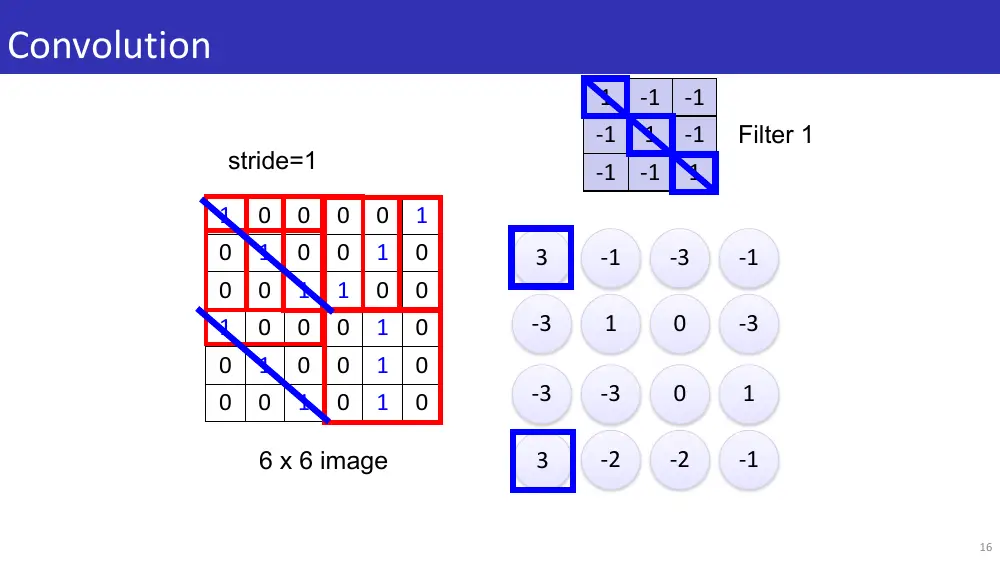 Convolution
1 -1 -1
-1 1 -1
-1 -1 1
Filter 1
stride=1
1 0 0 0 0 1
0 1 0 0 1 0
0 0 1 1 0 0
1 0 0 0 1 0
0 1 0 0 1 0
0 0 1 0 1 0
6 x 6 image
3 -1 -3 -1
-3 1 0 -3
-3 -3 0 1
3 -2 -2 -1
16